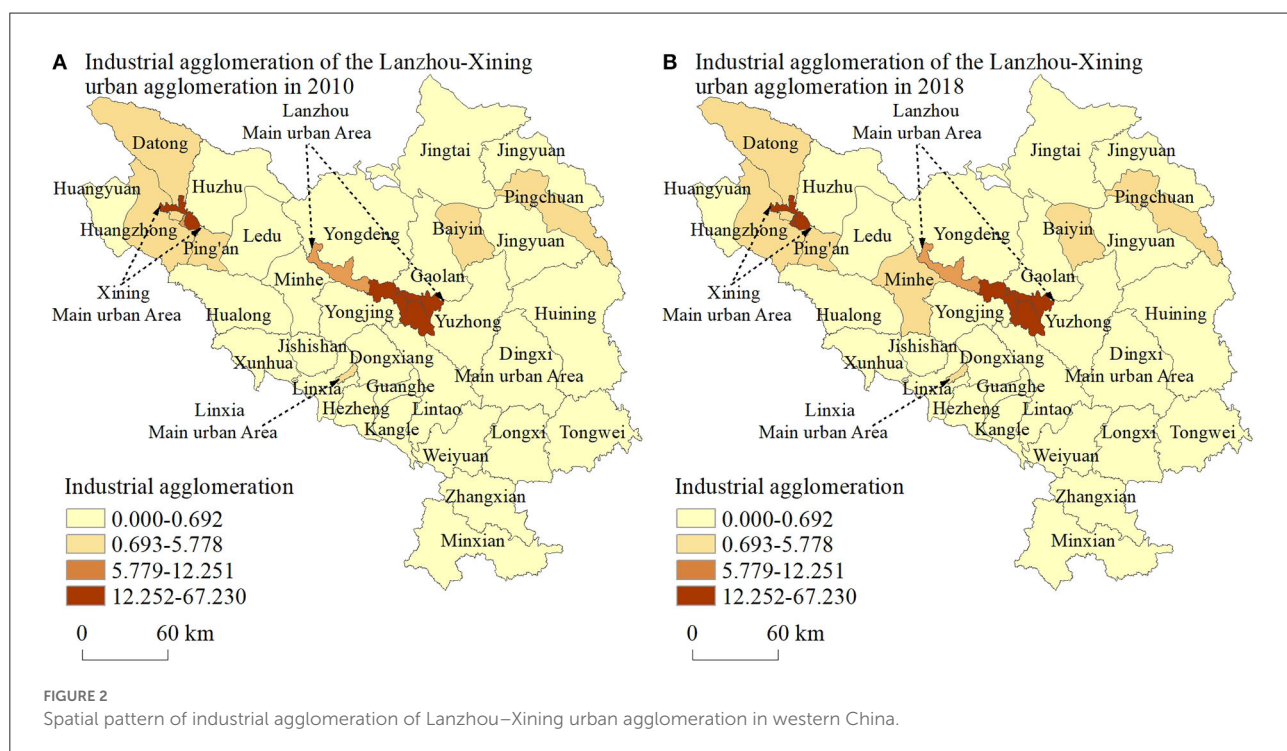 A Industrial agglomeration of the Lanzhou-Xining
urban agglomeration in 2010
Lanzhou
Main urban Area
Datong
Jingtai
Jingyuan
Huangyuan
Huzhu
Pingchuan
Huangzhong
Ledu
Yongdeng
Baiyin
Ping'an
Jingyuan
Minhe
Gaolan
Xining
Main urban Area
Hualong
Yongjing
Yuzhong
Huining
Jishishan
Xunhua
Dongxiang
Dingxi
Main urban Area
Linxia
Guanghe
Linxia
Main urban Area
Hezheng
Lintao
Kangle
Longxi
Tongwei
Weiyuan
Zhangxian
Minxian
Industrial agglomeration
0.000-0.692
0.693-5.778
5.779-12.251
12.252-67.230
0 60 km
B Industrial agglomeration of the Lanzhou-Xining
urban agglomeration in 2018
Lanzhou
Main urban Area
Datong
Jingtai
Jingyuan
Huangyuan
Huzhu
Pingchuan
Huangzhong
Ledu
Yongdeng
Baiyin
Ping'an
Jingyuan
Minhe
Gaolan
Xining
Main urban Area
Hualong
Yongjing
Yuzhong
Huining
Jishishan
Xunhua
Dongxiang
Dingxi
Main urban Area
Linxia
Guanghe
Linxia
Main urban Area
Hezheng
Lintao
Kangle
Longxi
Tongwei
Weiyuan
Zhangxian
Minxian
Industrial agglomeration
0.000-0.692
0.693-5.778
5.779-12.251
12.252-67.230
0 60 km
FIGURE 2
Spatial pattern of industrial agglomeration of Lanzhou–Xining urban agglomeration in western China.